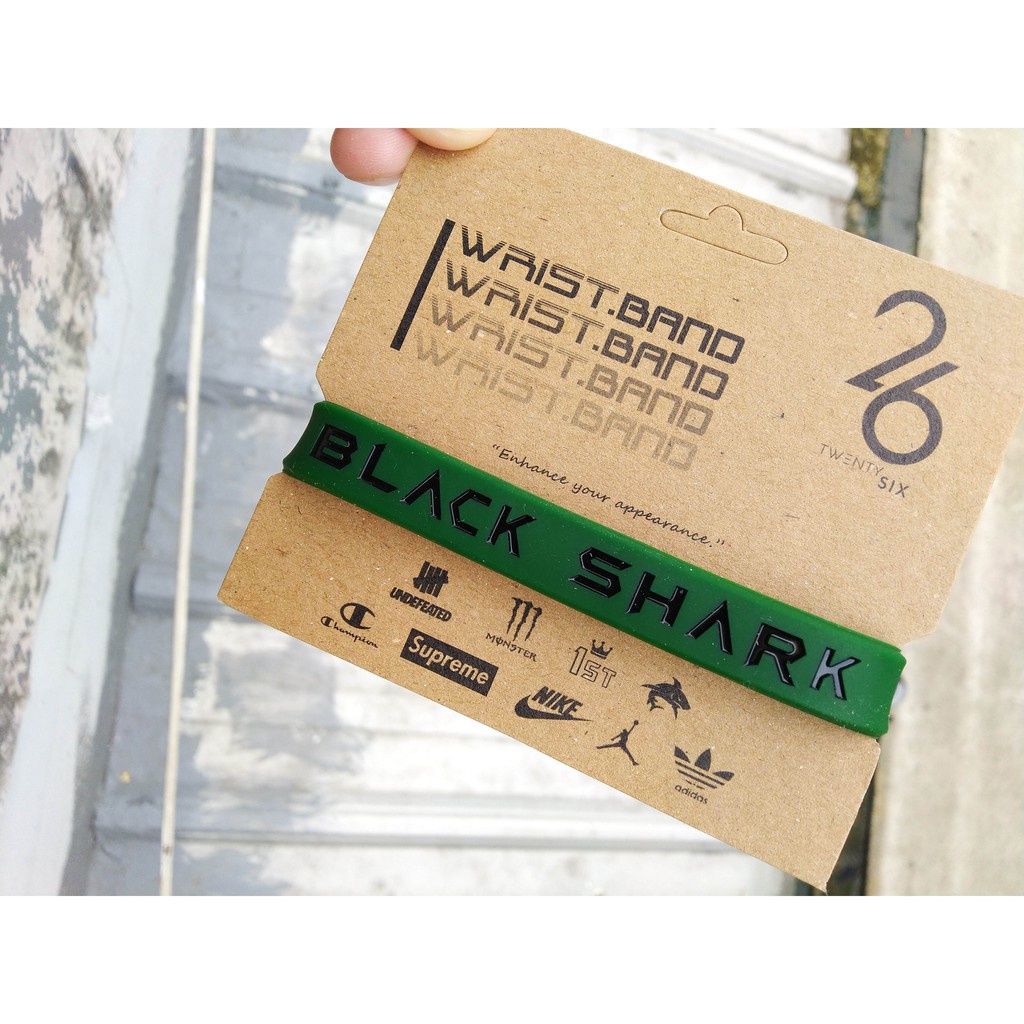 WRIST.BAND
WRIST.BAND
WRIST.BAND
WRIST.BAND
26
TWENTY
SIX
"Enhance your appearance."
BLACK SHARK
UNDEFEATED
MONSTER
1ST
Champion
Supreme
NIKE
adidas